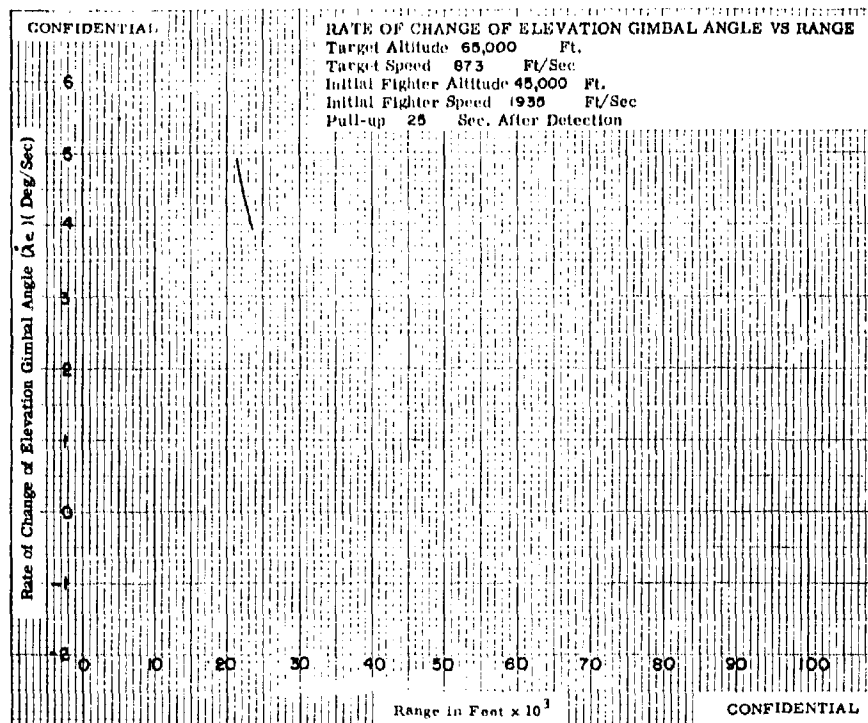 CONFIDENTIAL
RATE OF CHANGE OF ELEVATION GIMBAL ANGLE VS RANGE
Target Altitude 65,000 Ft.
Target Speed 873 Ft/Sec
Initial Fighter Altitude 45,000 Ft.
Initial Fighter Speed 1935 Ft/Sec
Pull-up 25 Sec. After Detection
Rate of Change of Elevation Gimbal Angle (λ̇e) (Deg/Sec)
6
5
4
3
2
1
0
-1
-2
0 10 20 30 40 50 60 70 80 90 100
Range in Feet x 10³
CONFIDENTIAL